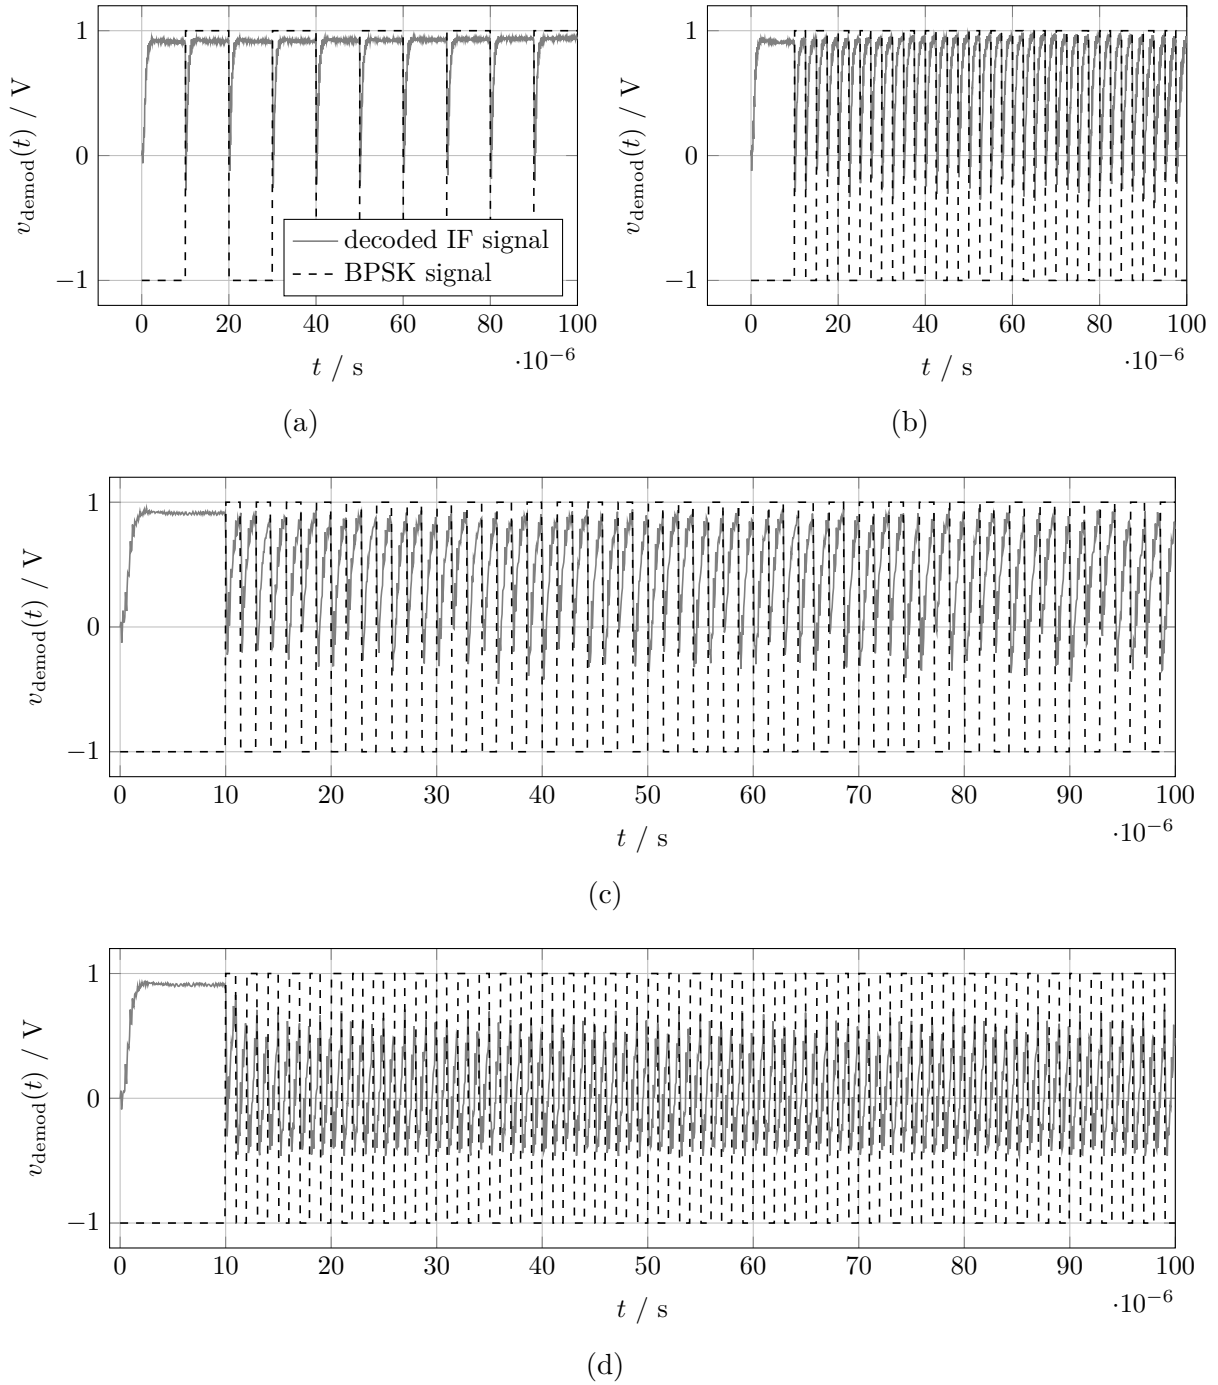 1
0
−1
v_demod(t) / V
decoded IF signal
BPSK signal
0 20 40 60 80 100
·10⁻⁶
t / s
(a)
1
0
−1
v_demod(t) / V
0 20 40 60 80 100
·10⁻⁶
t / s
(b)
1
0
−1
v_demod(t) / V
0 10 20 30 40 50 60 70 80 90 100
·10⁻⁶
t / s
(c)
1
0
−1
v_demod(t) / V
0 10 20 30 40 50 60 70 80 90 100
·10⁻⁶
t / s
(d)